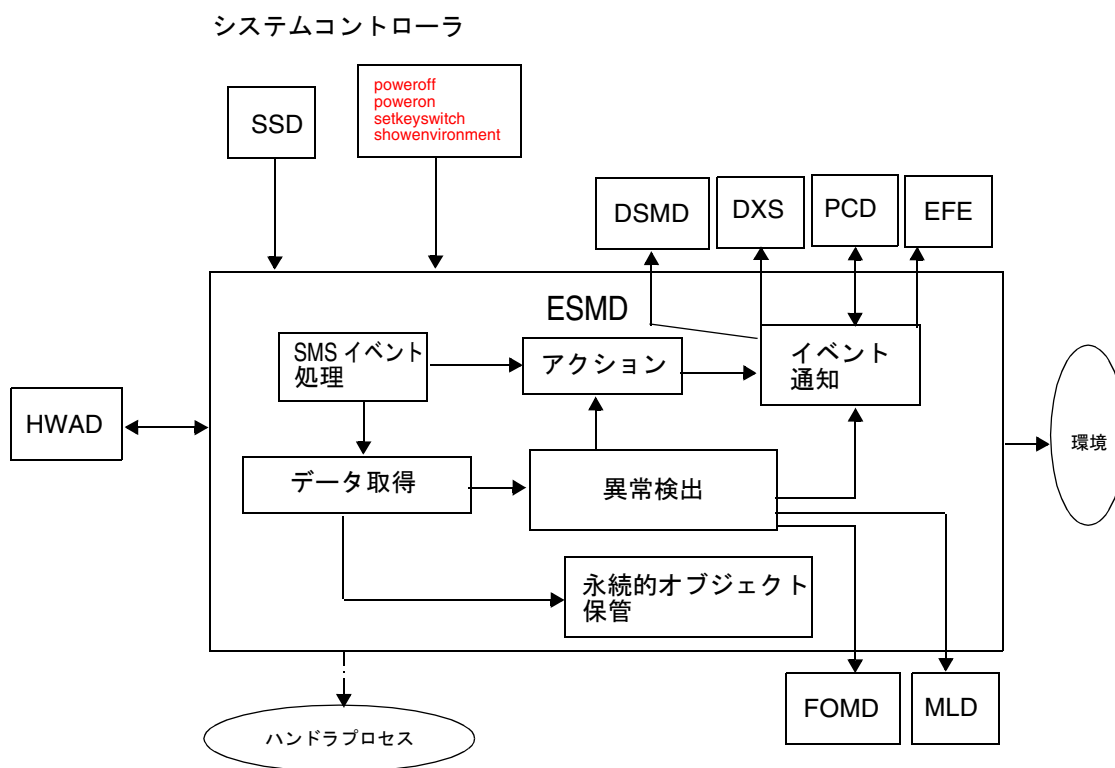 システムコントローラ
SSD
poweroff
poweron
setkeyswitch
showenvironment
DSMD
DXS
PCD
EFE
ESMD
SMS イベント
処理
アクション
イベント
通知
HWAD
環境
データ取得
異常検出
永続的オブジェクト
保管
FOMD
MLD
ハンドラプロセス